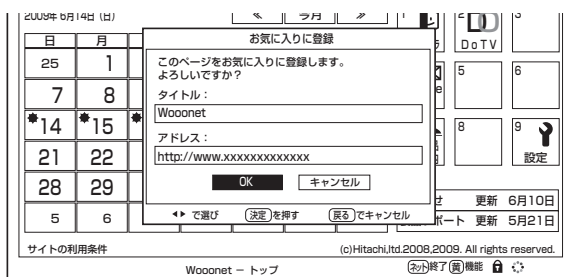 2009年 6月14日（日）
≪ 今月 ≫
1
2
3
日 月
お気に入りに登録
DoTV
このページをお気に入りに登録します。
よろしいですか？
25 1
5
6
タイトル：
7 8
Wooonet
14 15
アドレス：
8
9
21 22
http://www.xxxxxxxxxxxxx
設定
OK キャンセル
28 29
更新 6月10日
5 6
◀▶ で選び 決定を押す 戻るでキャンセル
ポート 更新 5月21日
サイトの利用条件
(c)Hitachi,ltd.2008,2009. All rights reserved.
Wooonet − トップ
ネット終了 黄機能